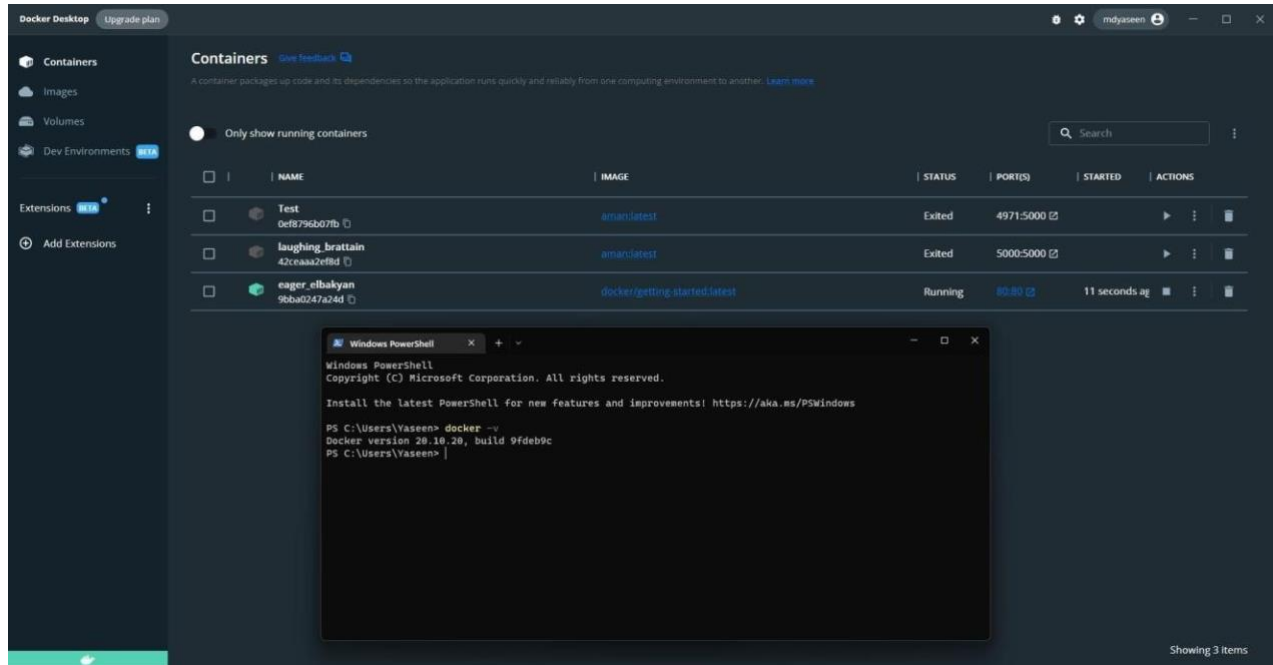 Docker Desktop Upgrade plan mdyaseen
Containers
Images
Volumes
Dev Environments BETA
Extensions BETA
Add Extensions
Containers Give feedback
A container packages up code and its dependencies so the application runs quickly and reliably from one computing environment to another. Learn more
Only show running containers
Search
NAME IMAGE STATUS PORT(S) STARTED ACTIONS
Test aman:latest Exited 4971:5000
0ef8796b07fb
laughing_brattain aman:latest Exited 5000:5000
42ceaaa2ef8d
eager_elbakyan docker/getting-started:latest Running 80:80 11 seconds ag
9bba0247a24d
Windows PowerShell
Windows PowerShell
Copyright (C) Microsoft Corporation. All rights reserved.
Install the latest PowerShell for new features and improvements! https://aka.ms/PSWindows
PS C:\Users\Yaseen> docker -v
Docker version 20.10.20, build 9fdeb9c
PS C:\Users\Yaseen>
Showing 3 items